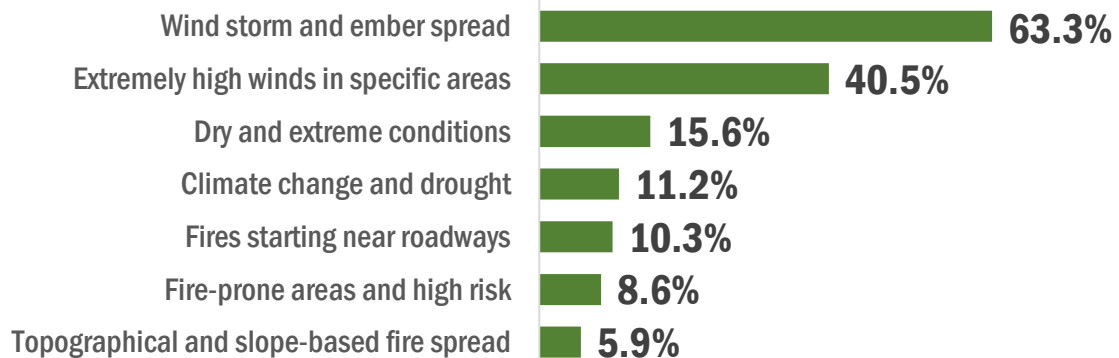 Wind storm and ember spread 63.3%
Extremely high winds in specific areas 40.5%
Dry and extreme conditions 15.6%
Climate change and drought 11.2%
Fires starting near roadways 10.3%
Fire-prone areas and high risk 8.6%
Topographical and slope-based fire spread 5.9%